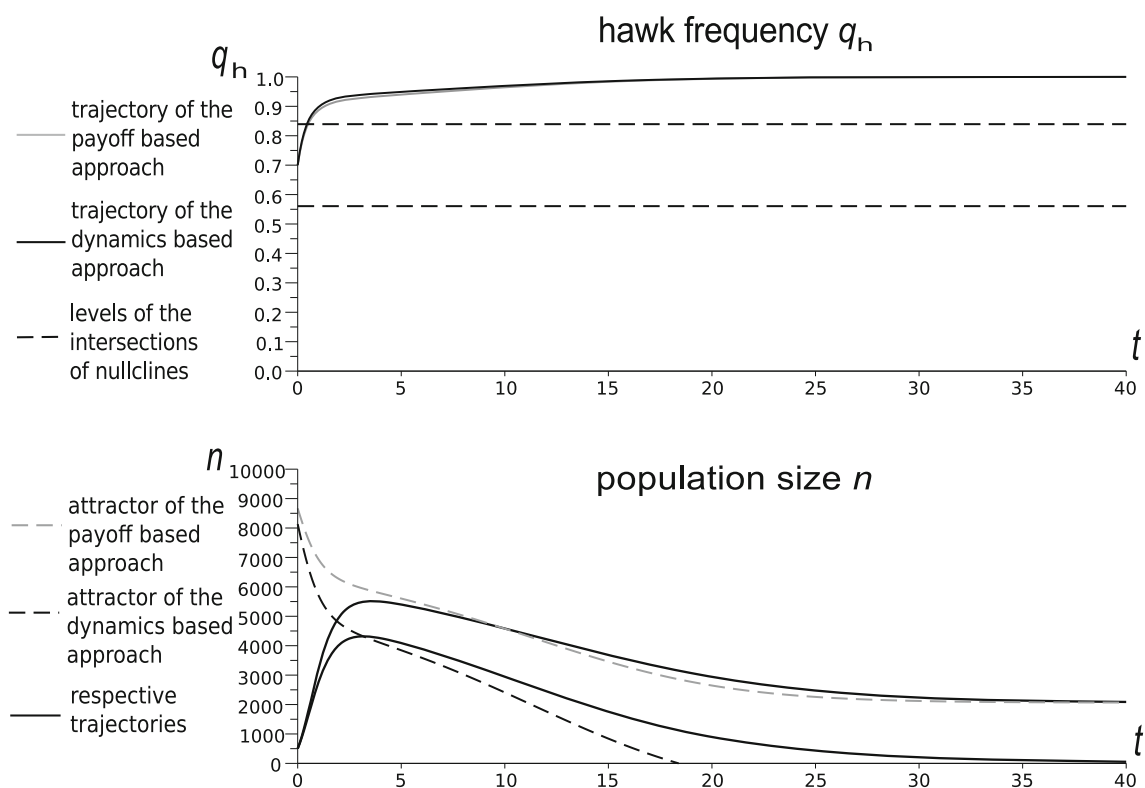 hawk frequency qₕ
qₕ
1.0
0.9
0.8
0.7
0.6
0.5
0.4
0.3
0.2
0.1
0.0
trajectory of the
payoff based
approach
trajectory of the
dynamics based
approach
levels of the
intersections
of nullclines
t
0 5 10 15 20 25 30 35 40
population size n
n
10000
9000
8000
7000
6000
5000
4000
3000
2000
1000
0
attractor of the
payoff based
approach
attractor of the
dynamics based
approach
respective
trajectories
t
0 5 10 15 20 25 30 35 40